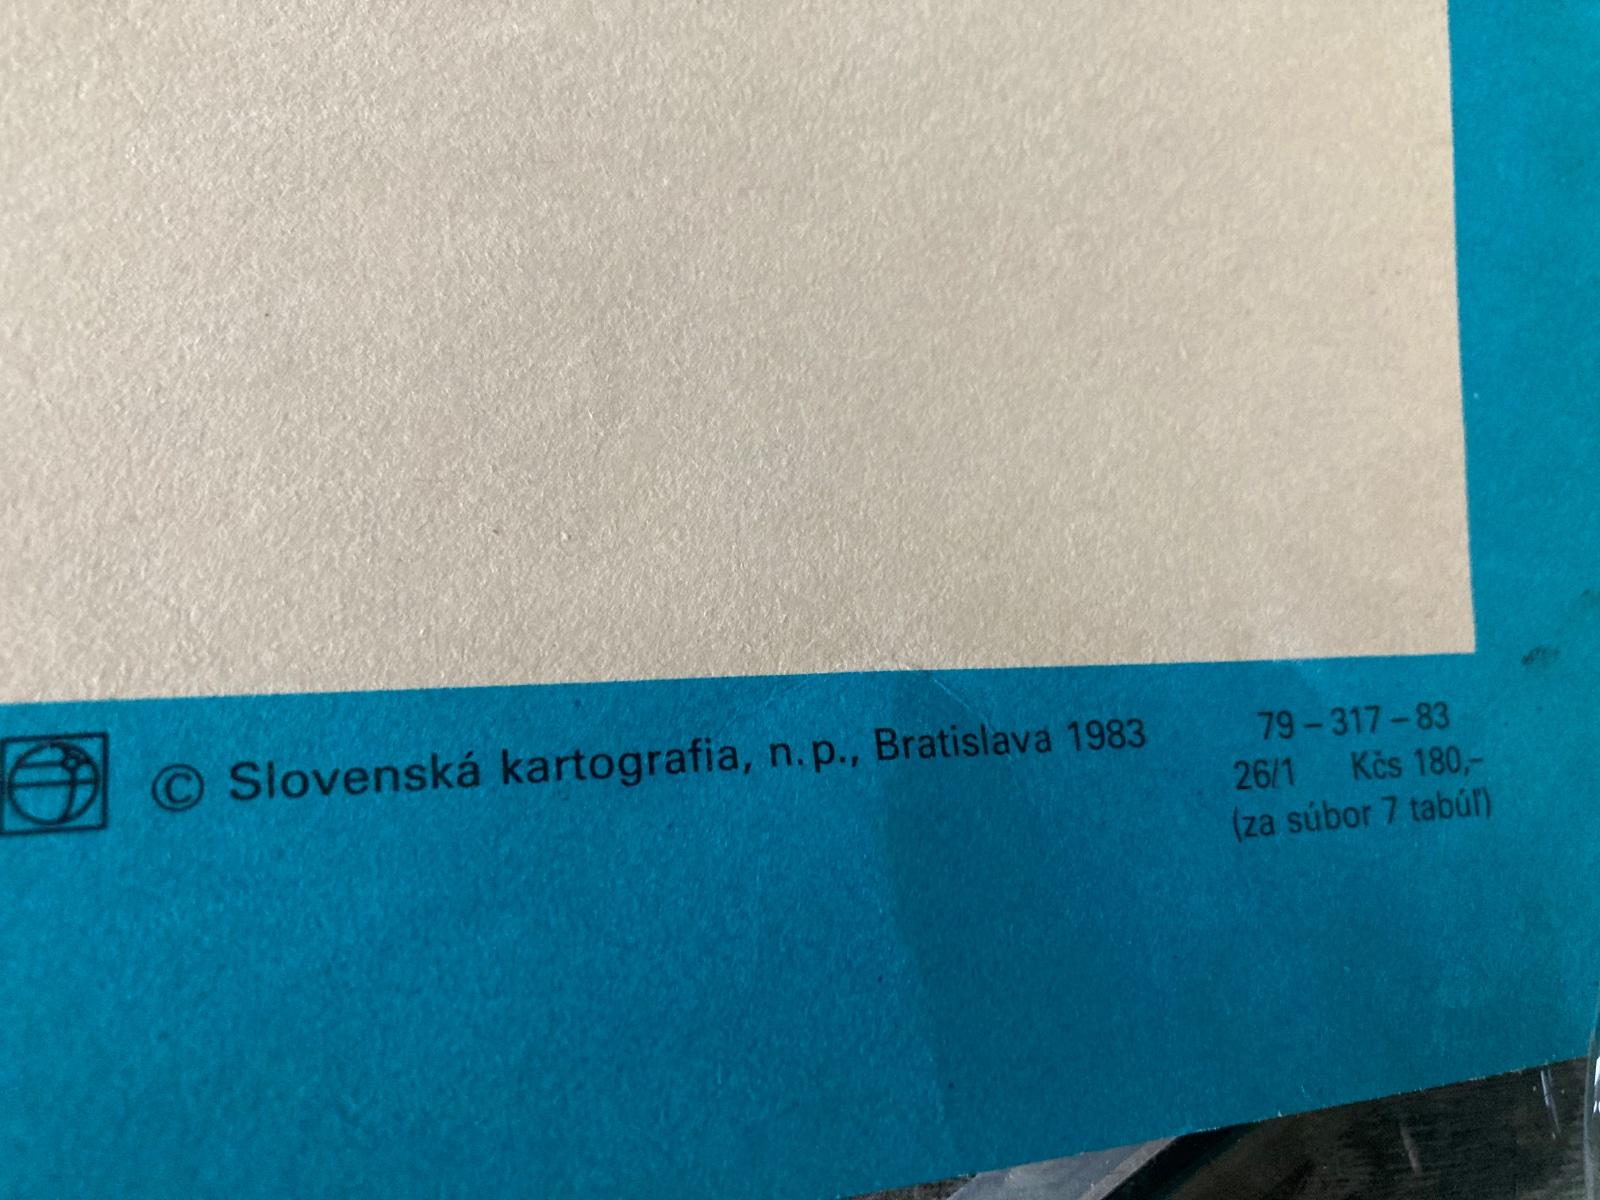 © Slovenská kartografia, n.p., Bratislava 1983
79 – 317 – 83
26/1 Kčs 180,–
(za súbor 7 tabúľ)